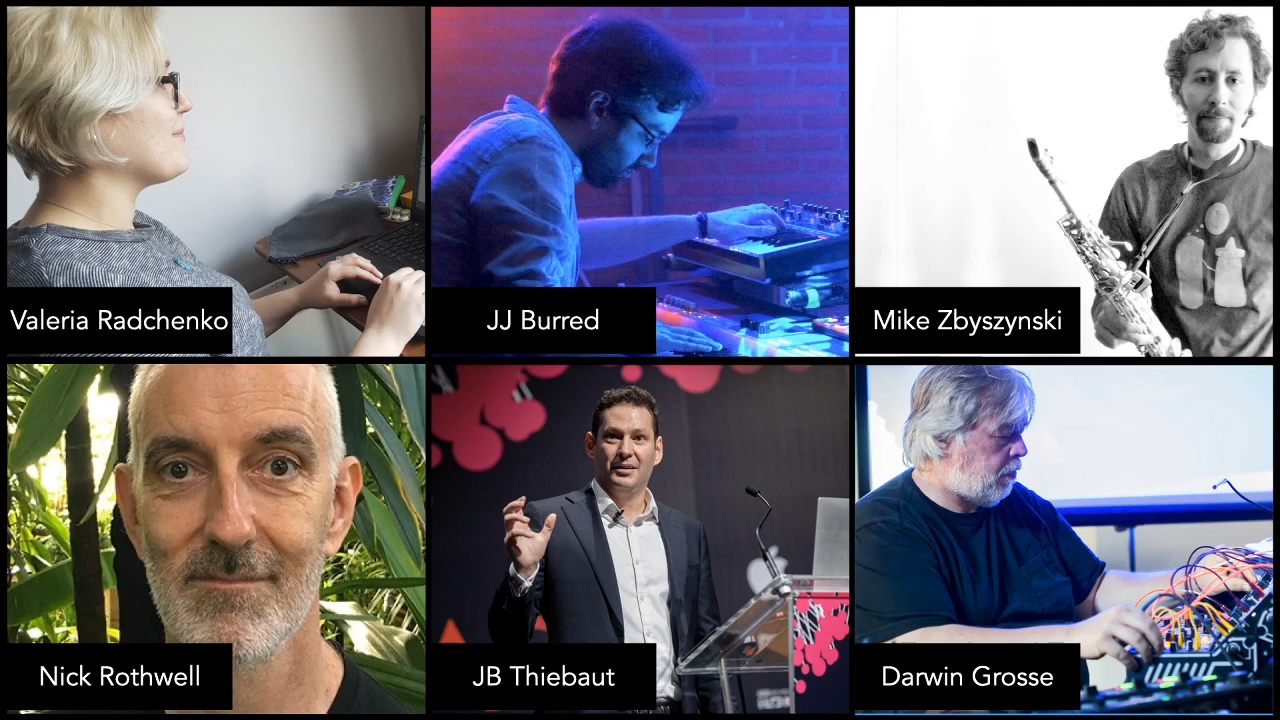 Valeria Radchenko
JJ Burred
Mike Zbyszynski
Nick Rothwell
JB Thiebaut
Darwin Grosse